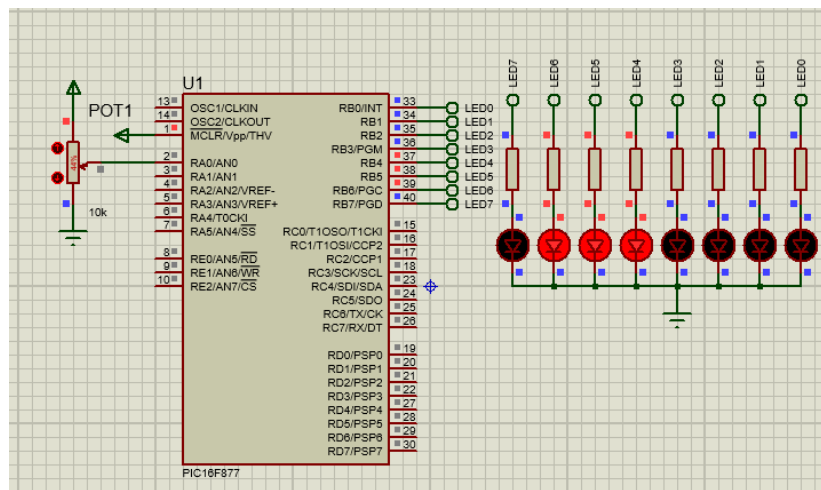 U1
POT1
44%
10k
13 OSC1/CLKIN
14 OSC2/CLKOUT
1 MCLR/Vpp/THV
2 RA0/AN0
3 RA1/AN1
4 RA2/AN2/VREF-
5 RA3/AN3/VREF+
6 RA4/T0CKI
7 RA5/AN4/SS
8 RE0/AN5/RD
9 RE1/AN6/WR
10 RE2/AN7/CS
RB0/INT 33 LED0
RB1 34 LED1
RB2 35 LED2
RB3/PGM 36 LED3
RB4 37 LED4
RB5 38 LED5
RB6/PGC 39 LED6
RB7/PGD 40 LED7
RC0/T1OSO/T1CKI 15
RC1/T1OSI/CCP2 16
RC2/CCP1 17
RC3/SCK/SCL 18
RC4/SDI/SDA 23
RC5/SDO 24
RC6/TX/CK 25
RC7/RX/DT 26
RD0/PSP0 19
RD1/PSP1 20
RD2/PSP2 21
RD3/PSP3 22
RD4/PSP4 27
RD5/PSP5 28
RD6/PSP6 29
RD7/PSP7 30
PIC16F877
LED7
LED6
LED5
LED4
LED3
LED2
LED1
LED0